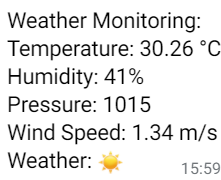 Weather Monitoring:
Temperature: 30.26 °C
Humidity: 41%
Pressure: 1015
Wind Speed: 1.34 m/s
Weather: ☀️
15:59